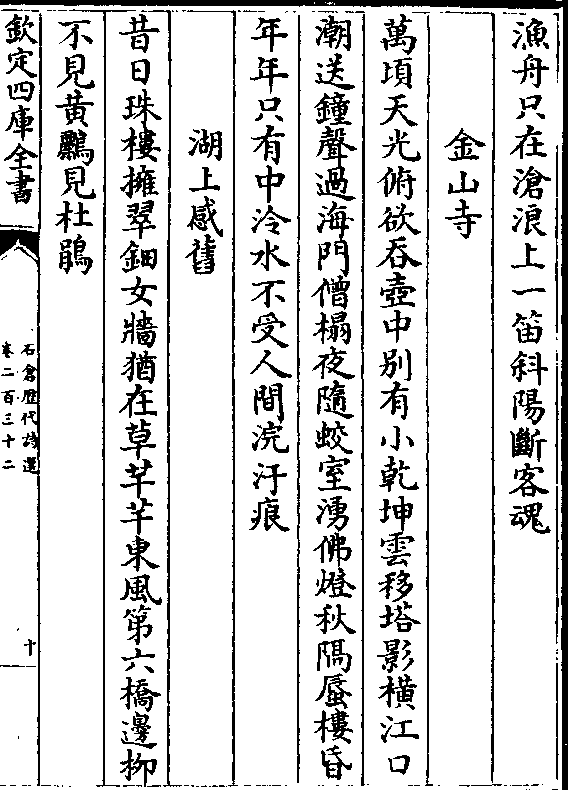 漁舟只在滄浪上一笛斜陽斷客魂
金山寺
萬頃天光俯欲吞壺中別有小乾坤雲移塔影橫江口
潮送鐘聲過海門僧榻夜隨蛟室湧佛燈秋隔蜃樓昏
年年只有中泠水不受人間浣汙痕
湖上感舊
昔日珠樓擁翠鈿女牆猶在草芊芊東風第六橋邊栁
不見黃鸝見杜鵑
欽定四庫全書
石倉歴代詩選
卷二百三十二
十